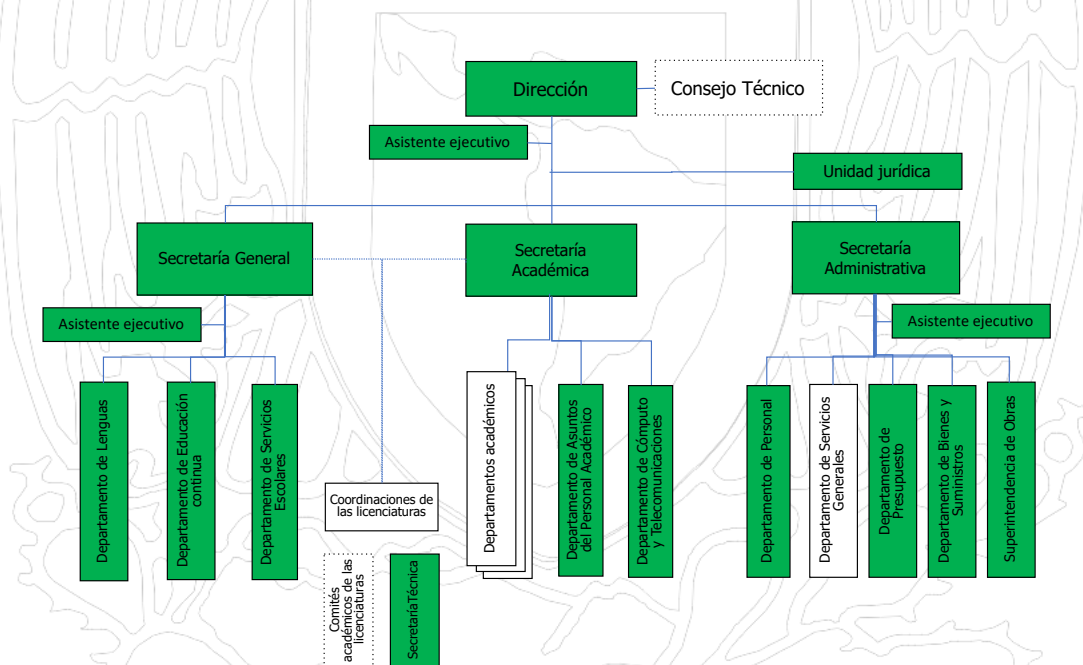 Dirección
Consejo Técnico
Asistente ejecutivo
Unidad jurídica
Secretaría General
Secretaría
Académica
Secretaría
Administrativa
Asistente ejecutivo
Asistente ejecutivo
Departamento de Lenguas
Departamento de Educación
continua
Departamento de Servicios
Escolares
Coordinaciones de
las licenciaturas
Departamentos académicos
Departamento de Asuntos
del Personal Académico
Departamento de Cómputo
y Telecomunicaciones
Departamento de Personal
Departamento de Servicios
Generales
Departamento de
Presupuesto
Departamento de Bienes y
Suministros
Superintendencia de Obras
Comités
académicos de las
licenciaturas
SecretaríaTécnica